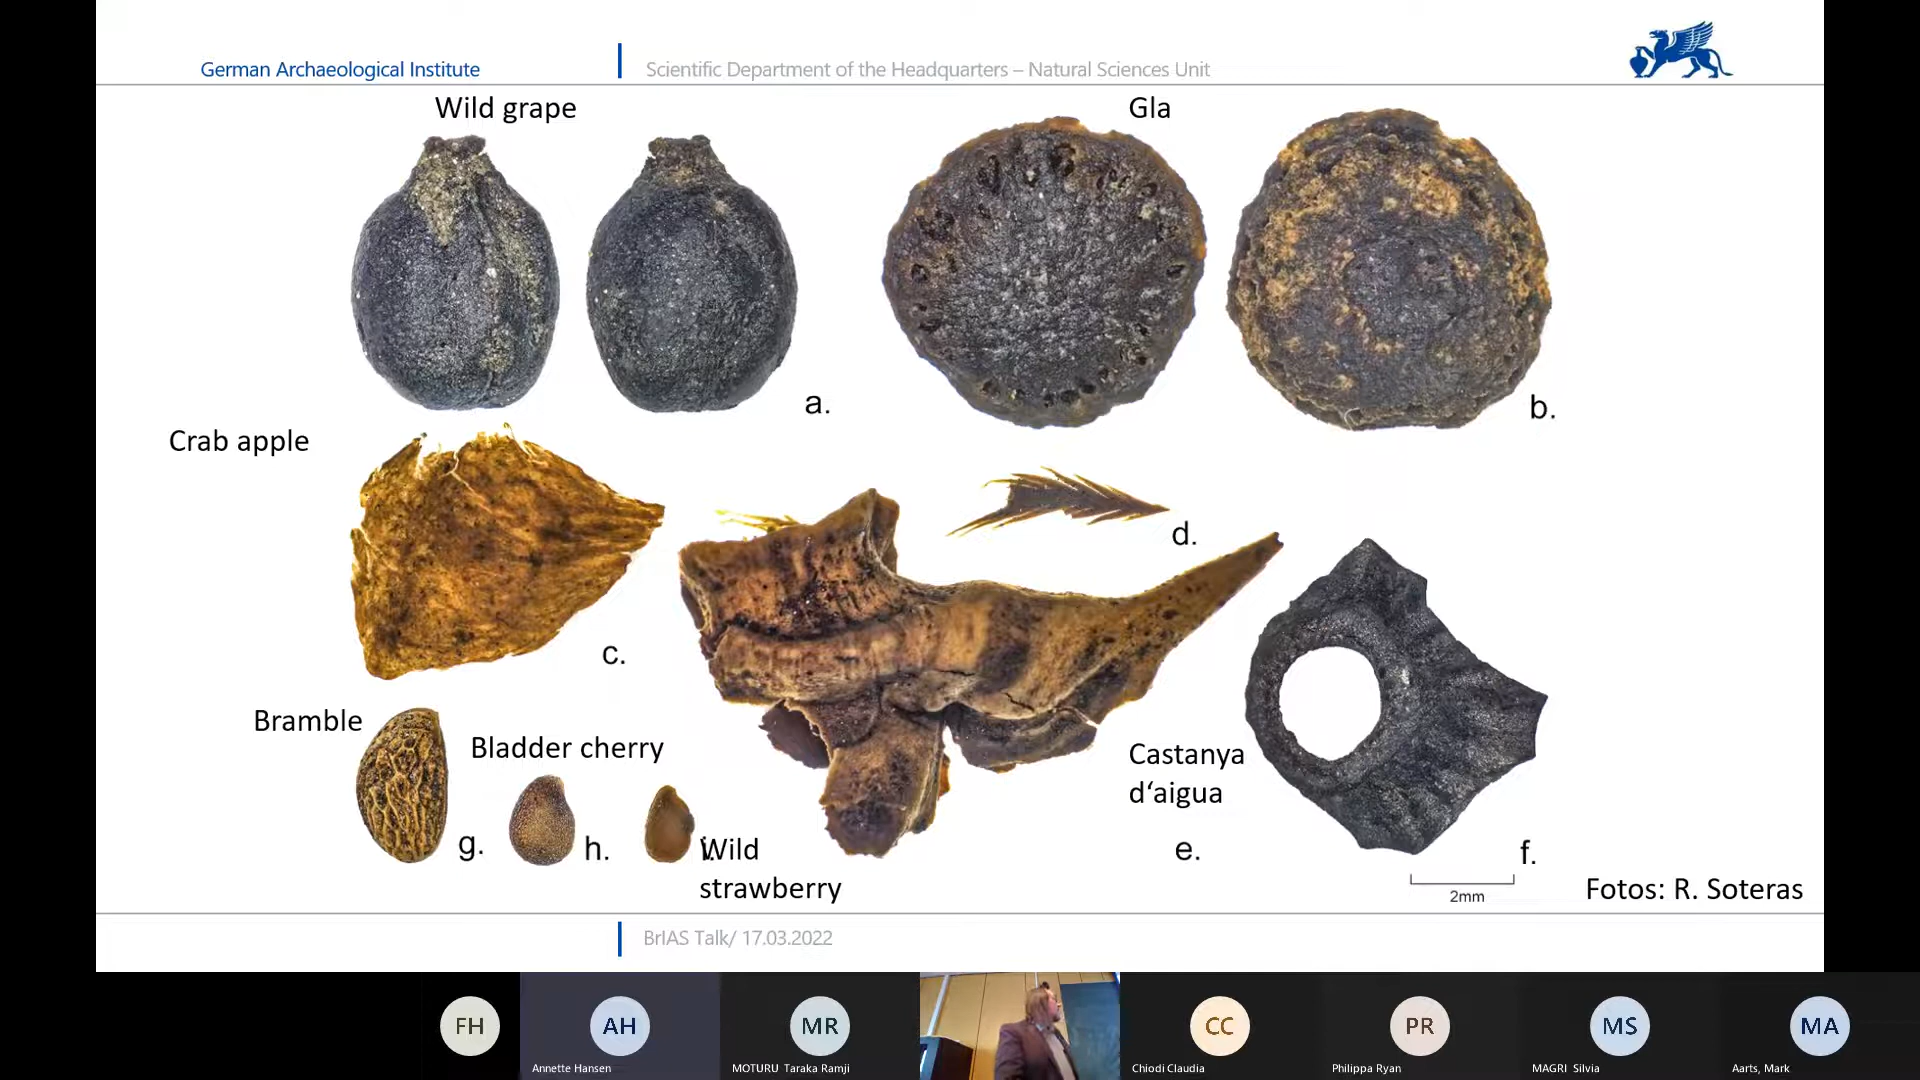 German Archaeological Institute
Scientific Department of the Headquarters – Natural Sciences Unit
Wild grape
Gla
a.
b.
Crab apple
d.
c.
Bramble
Bladder cherry
Castanya
d‘aigua
g.
h.
i.
Wild
strawberry
e.
f.
2mm
Fotos: R. Soteras
BrIAS Talk/ 17.03.2022
FH
AH
MR
CC
PR
MS
MA
Annette Hansen
MOTURU Taraka Ramji
Chiodi Claudia
Philippa Ryan
MAGRI Silvia
Aarts, Mark